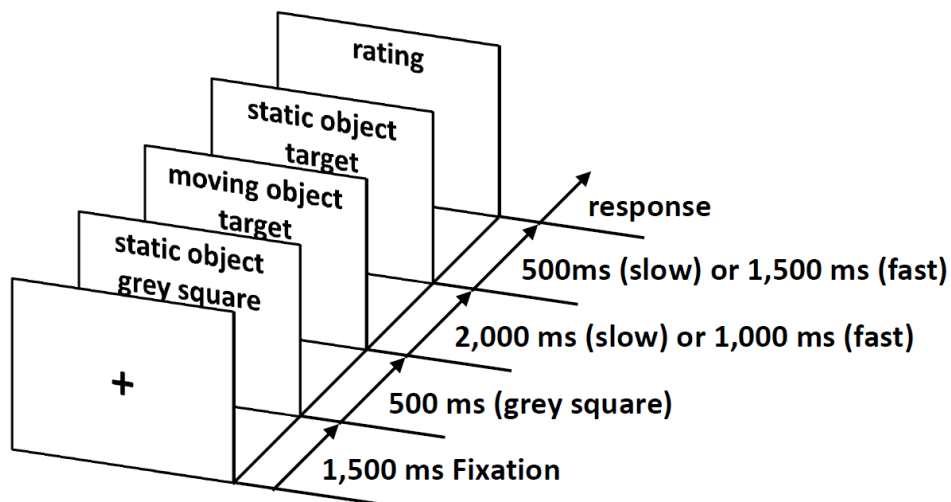 rating
static object
target
moving object
target
static object
grey square
+
response
500ms (slow) or 1,500 ms (fast)
2,000 ms (slow) or 1,000 ms (fast)
500 ms (grey square)
1,500 ms Fixation